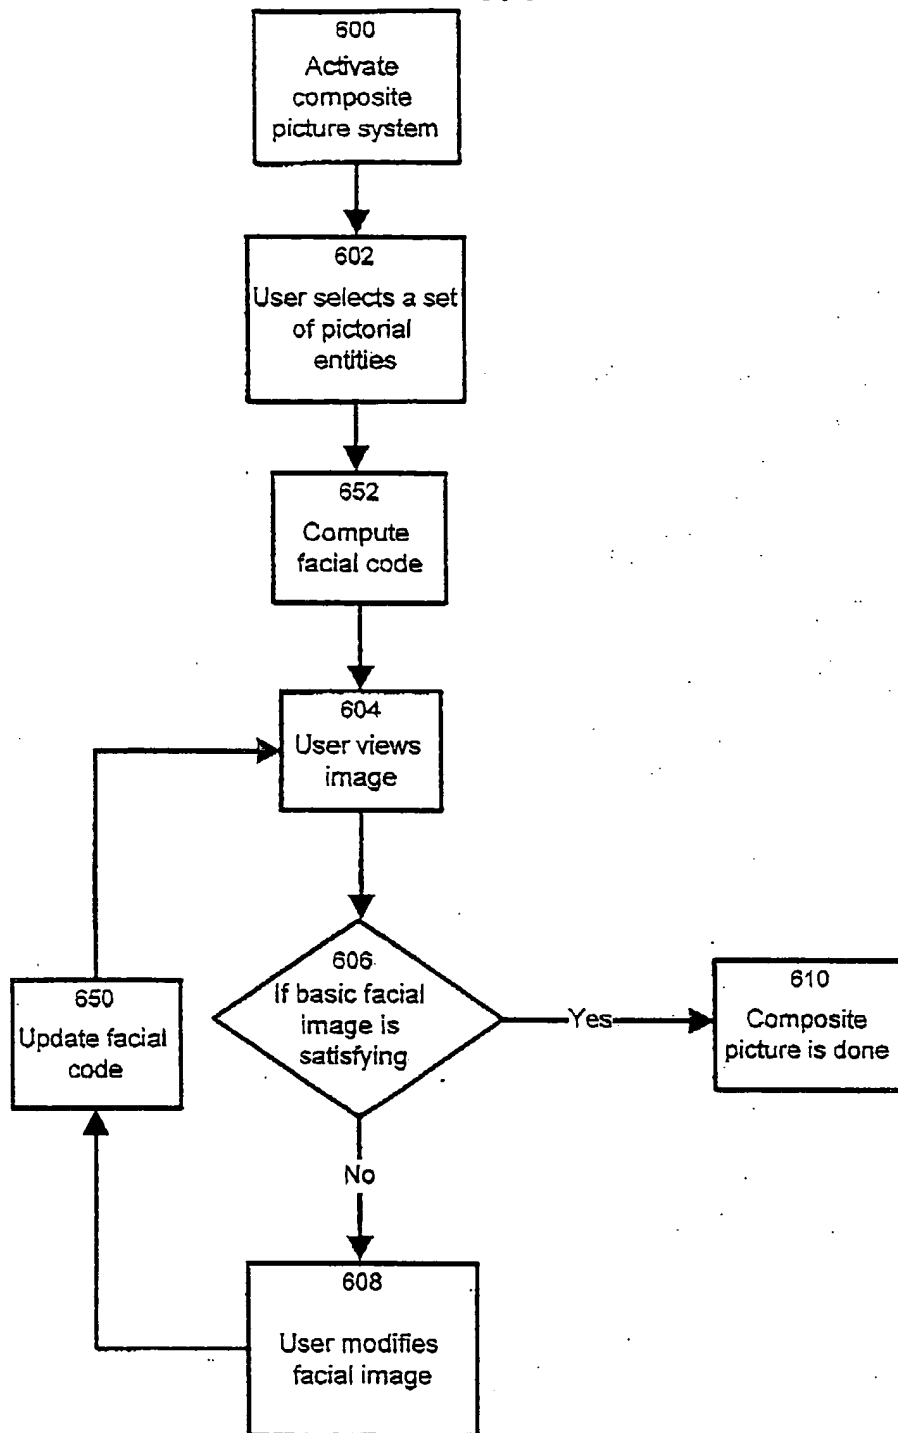 600
Activate
composite
picture system
602
User selects a set
of pictorial
entities
652
Compute
facial code
604
User views
image
606
If basic facial
image is
satisfying
Yes
610
Composite
picture is done
650
Update facial
code
No
608
User modifies
facial image